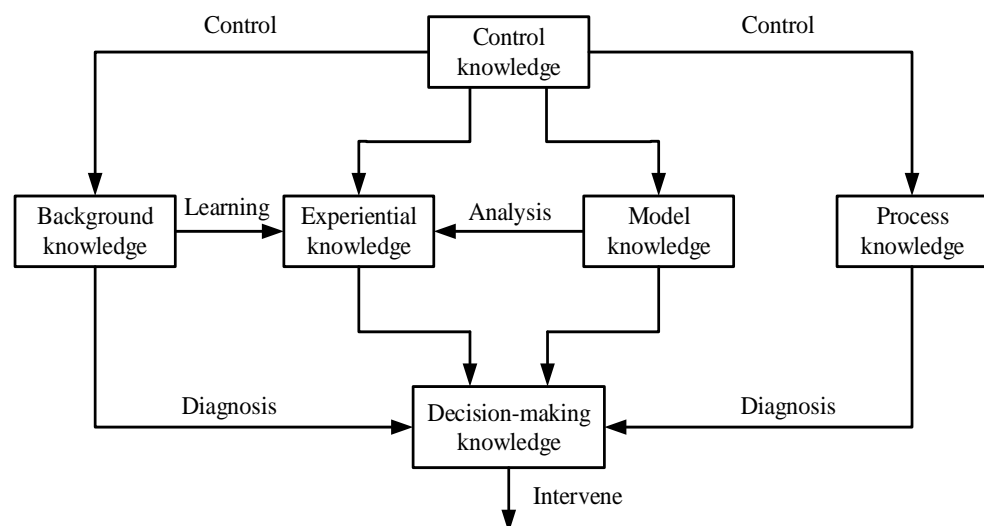 Control
Control
knowledge
Control
Background
knowledge
Learning
Experiential
knowledge
Analysis
Model
knowledge
Process
knowledge
Diagnosis
Decision-making
knowledge
Diagnosis
Intervene